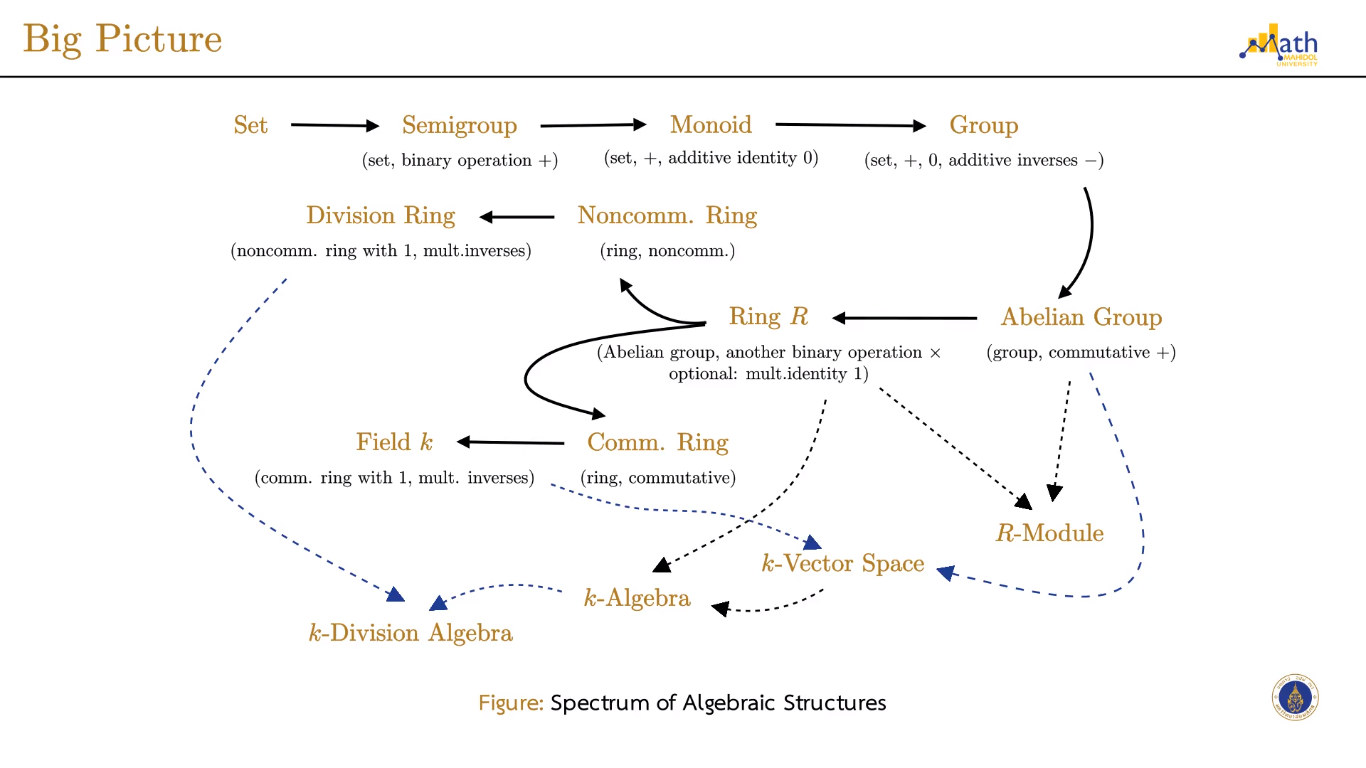 Big Picture
Math
MAHIDOL
UNIVERSITY
Set
Semigroup
Monoid
Group
(set, binary operation +)
(set, +, additive identity 0)
(set, +, 0, additive inverses −)
Division Ring
Noncomm. Ring
(noncomm. ring with 1, mult.inverses)
(ring, noncomm.)
Ring R
Abelian Group
(Abelian group, another binary operation ×
optional: mult.identity 1)
(group, commutative +)
Field k
Comm. Ring
(comm. ring with 1, mult. inverses)
(ring, commutative)
R-Module
k-Vector Space
k-Algebra
k-Division Algebra
Figure: Spectrum of Algebraic Structures